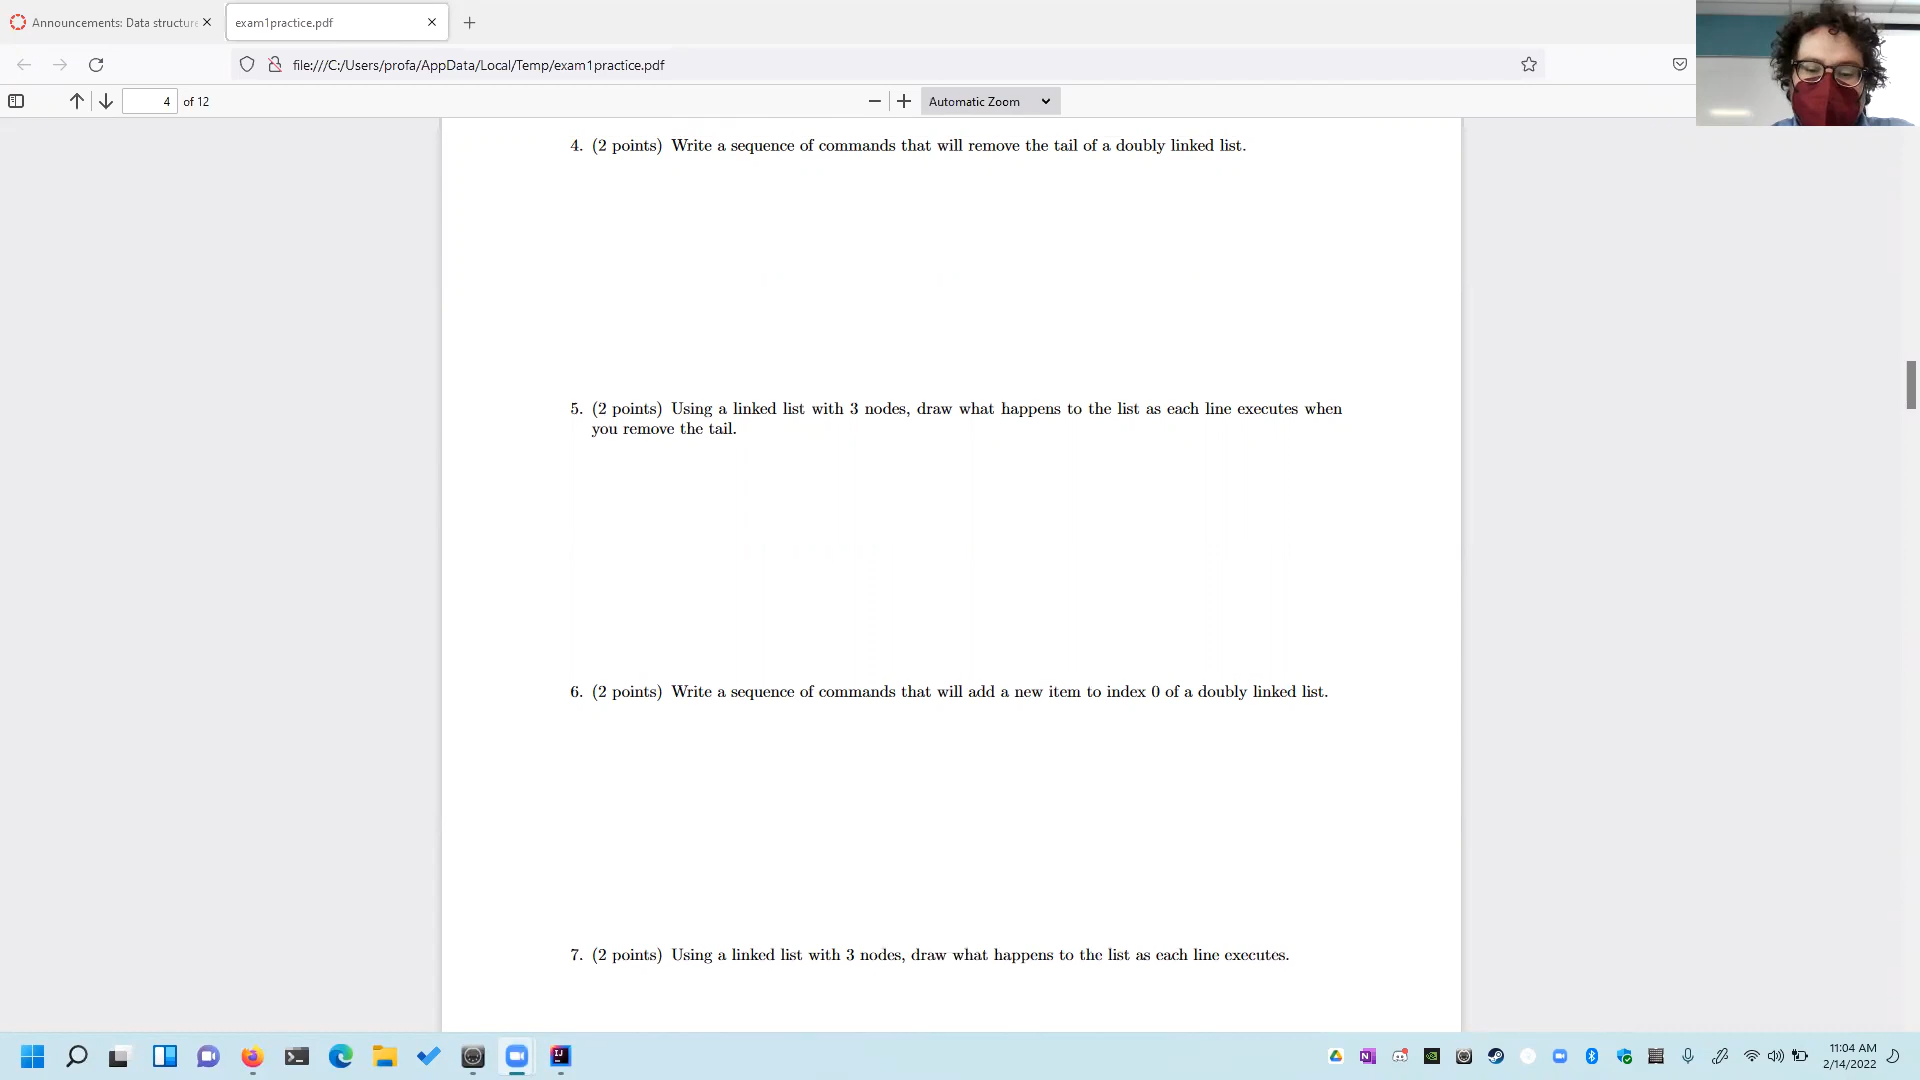 Announcements: Data structure
exam1practice.pdf
file:///C:/Users/profa/AppData/Local/Temp/exam1practice.pdf
4 of 12
Automatic Zoom
4. (2 points) Write a sequence of commands that will remove the tail of a doubly linked list.
5. (2 points) Using a linked list with 3 nodes, draw what happens to the list as each line executes when
you remove the tail.
6. (2 points) Write a sequence of commands that will add a new item to index 0 of a doubly linked list.
7. (2 points) Using a linked list with 3 nodes, draw what happens to the list as each line executes.
11:04 AM
2/14/2022